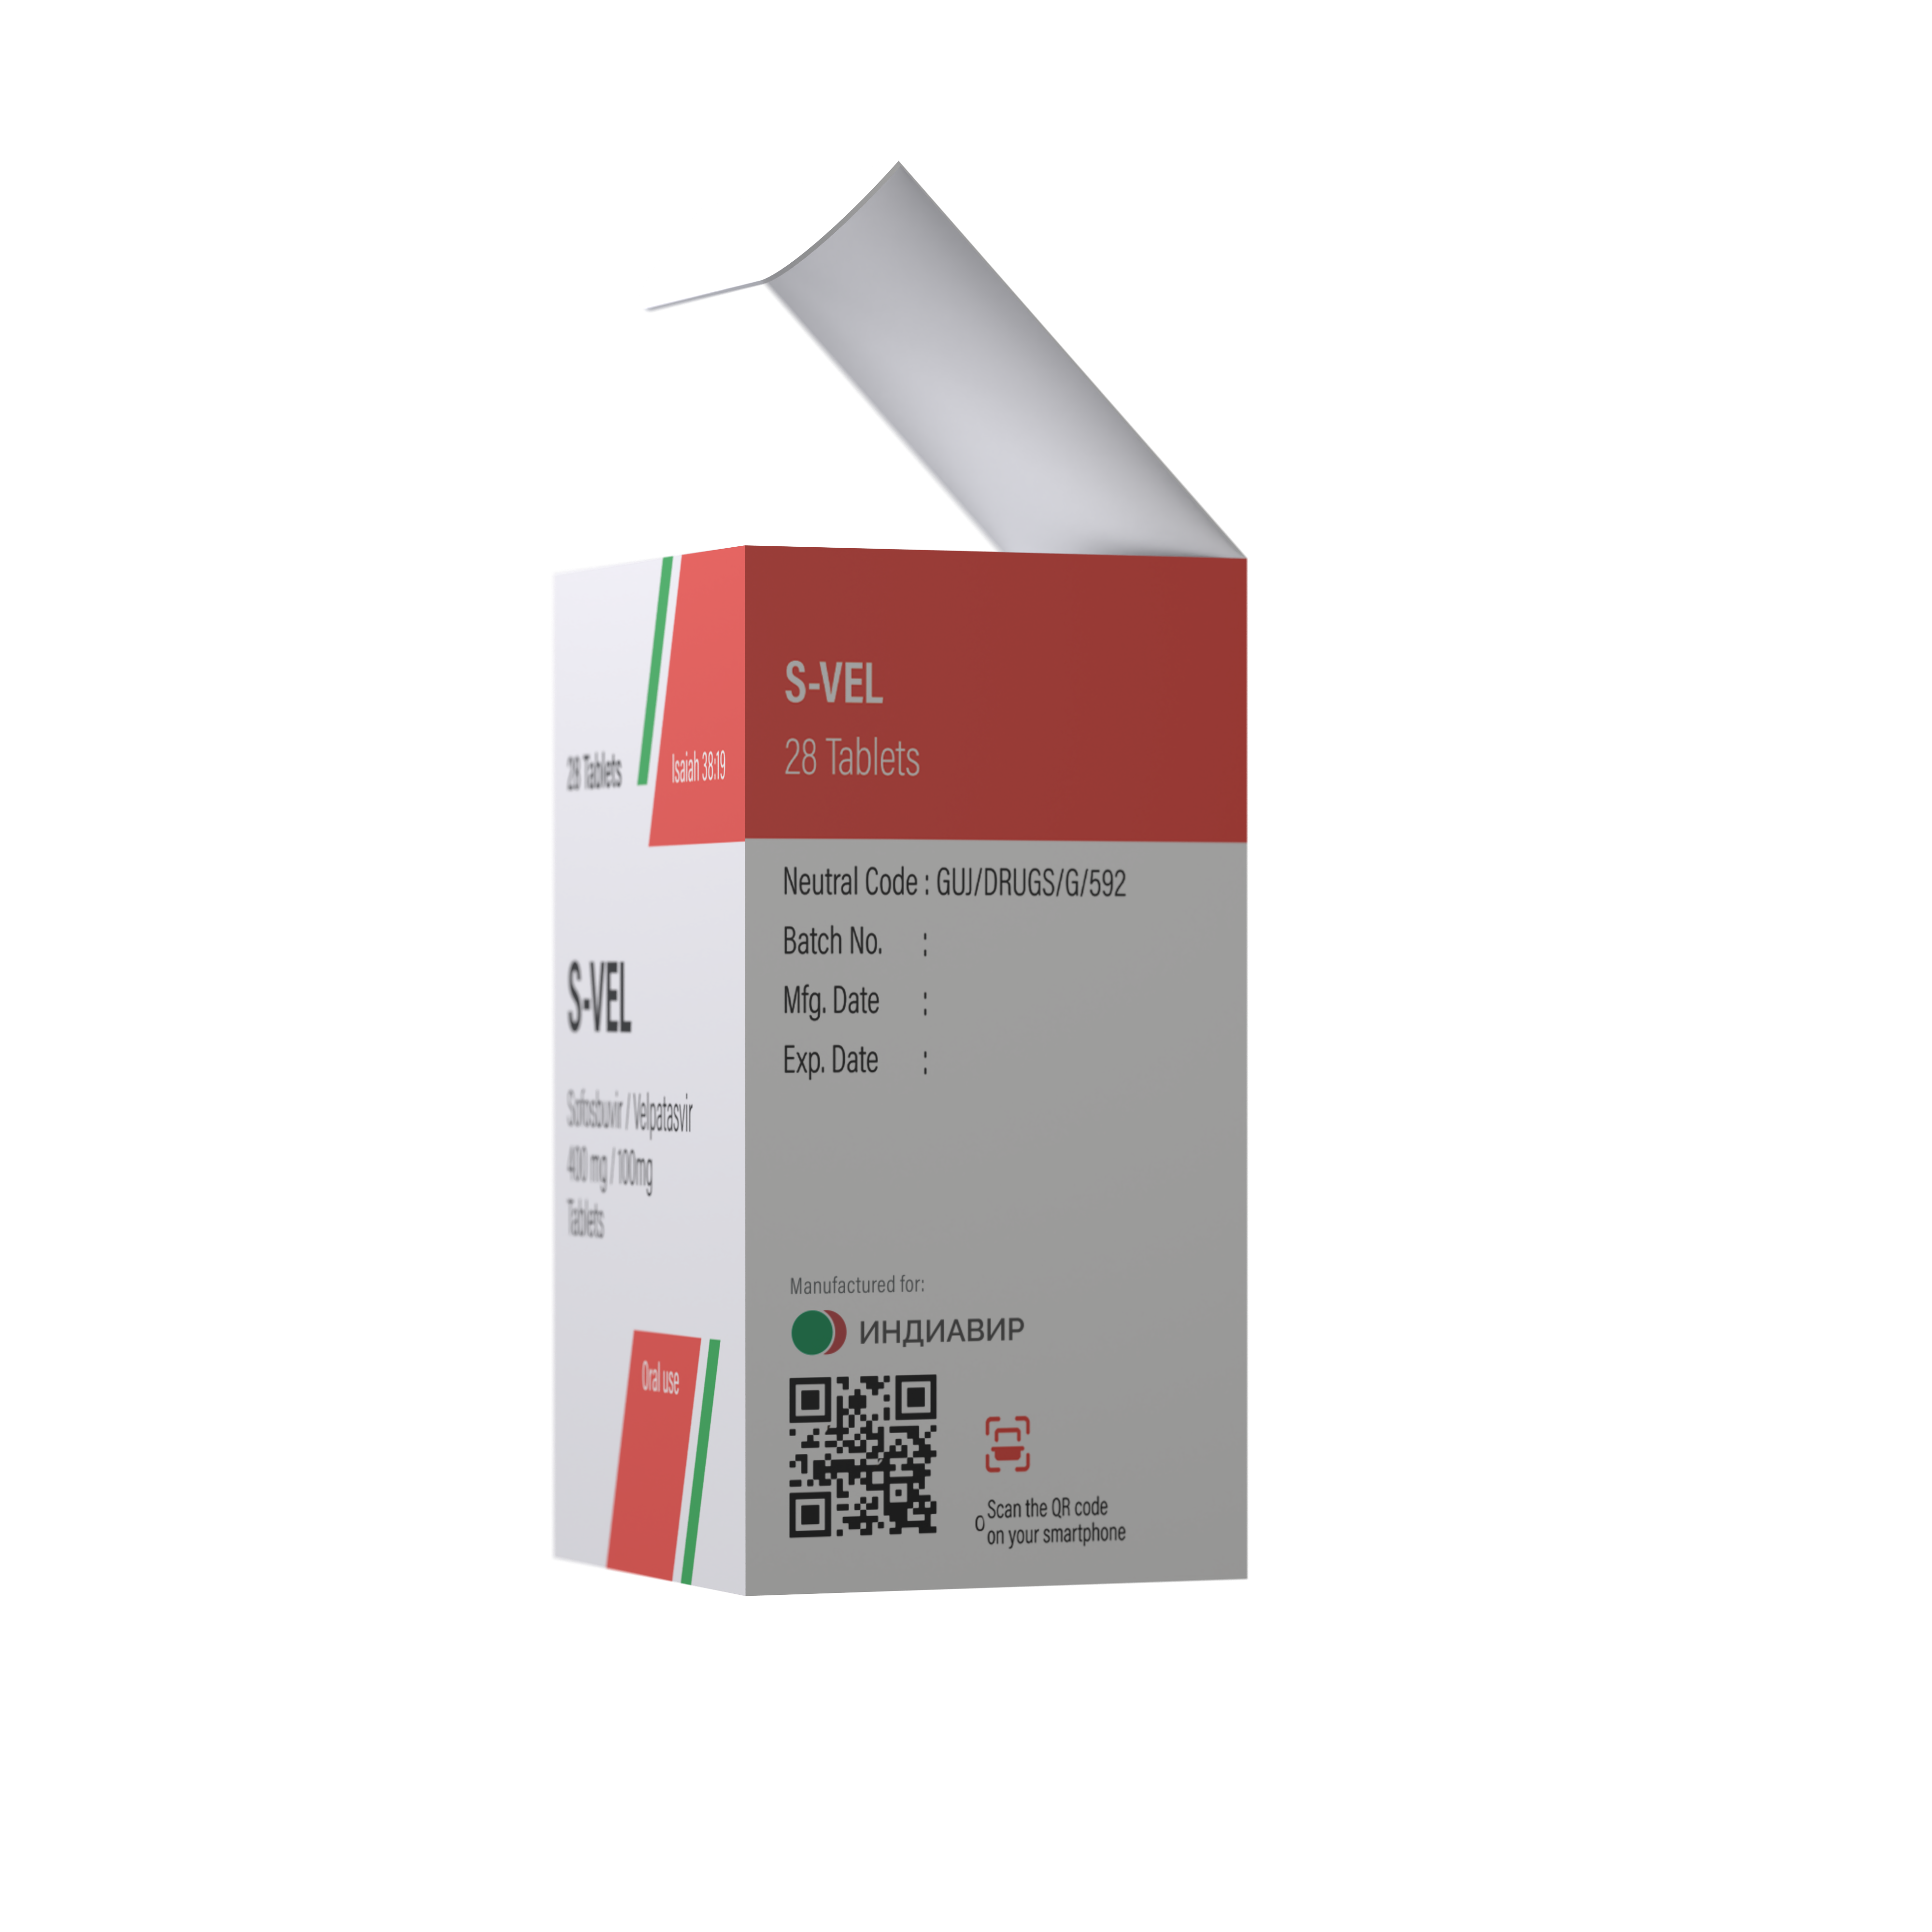 28 Tablets
Isaiah 38:19
S-VEL
Sofosbuvir / Velpatasvir
400 mg / 100mg
Tablets
Oral use
S-VEL
28 Tablets
Neutral Code : GUJ/DRUGS/G/592
Batch No. :
Mfg. Date :
Exp. Date :
Manufactured for:
ИНДИАВИР
Scan the QR code
o
on your smartphone